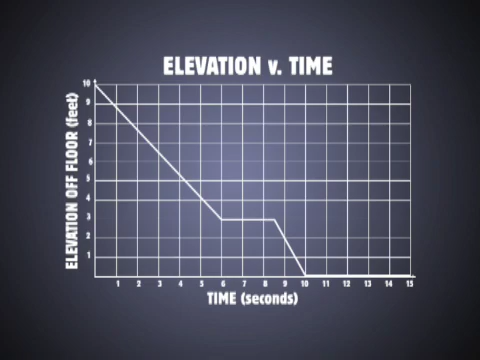 ELEVATION v. TIME
ELEVATION OFF FLOOR (feet)
10
9
8
7
6
5
4
3
2
1
1 2 3 4 5 6 7 8 9 10 11 12 13 14 15
TIME (seconds)